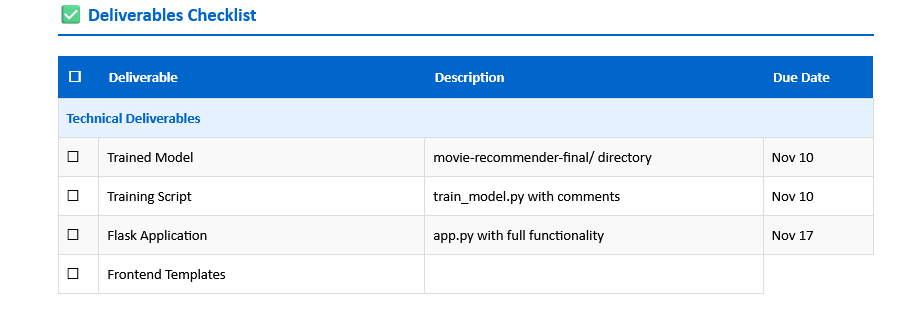 ✅ Deliverables Checklist
☐ Deliverable Description Due Date
Technical Deliverables
☐ Trained Model movie-recommender-final/ directory Nov 10
☐ Training Script train_model.py with comments Nov 10
☐ Flask Application app.py with full functionality Nov 17
☐ Frontend Templates